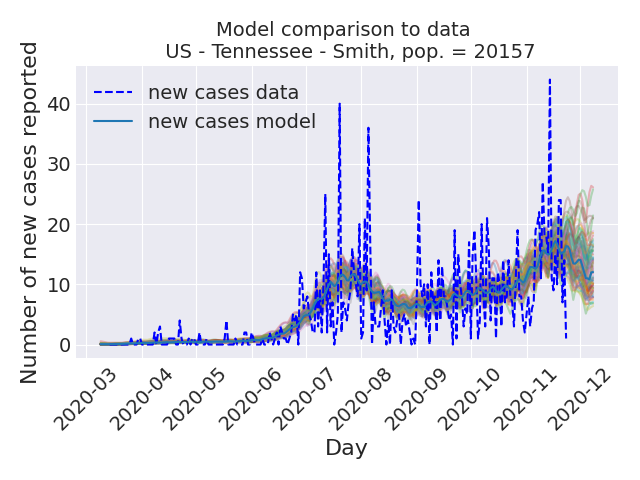 Model comparison to data
US - Tennessee - Smith, pop. = 20157
Number of new cases reported
new cases data
new cases model
40
30
20
10
0
2020-03
2020-04
2020-05
2020-06
2020-07
2020-08
2020-09
2020-10
2020-11
2020-12
Day